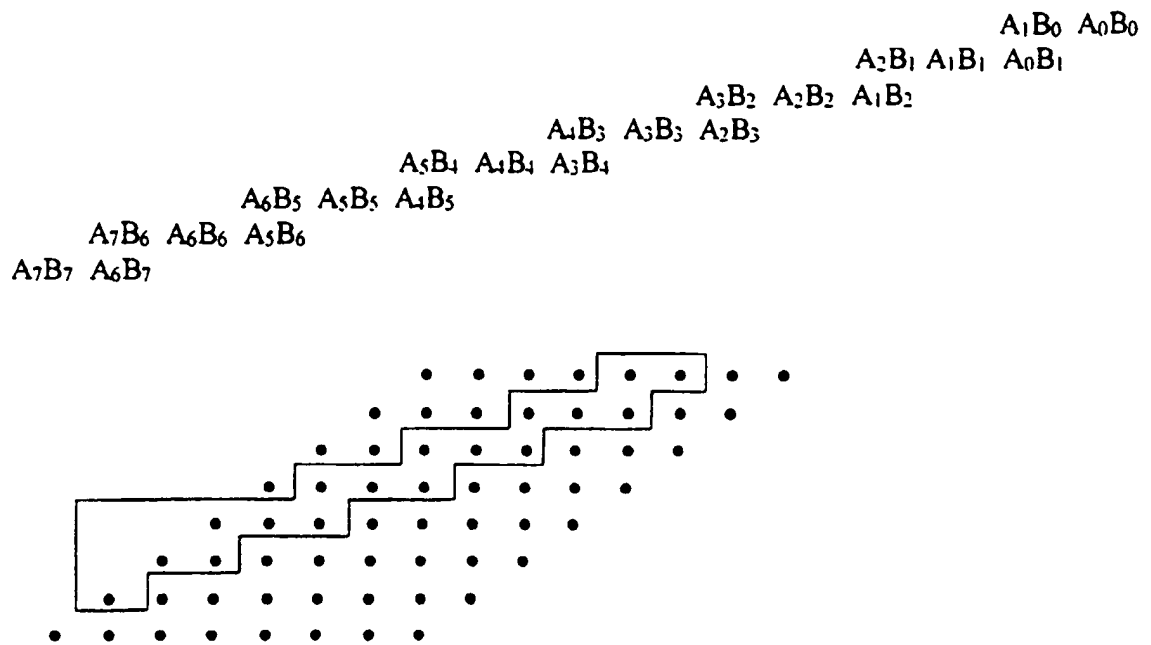 A₁B₀ A₀B₀
A₂B₁ A₁B₁ A₀B₁
A₃B₂ A₂B₂ A₁B₂
A₄B₃ A₃B₃ A₂B₃
A₅B₄ A₄B₄ A₃B₄
A₆B₅ A₅B₅ A₄B₅
A₇B₆ A₆B₆ A₅B₆
A₇B₇ A₆B₇